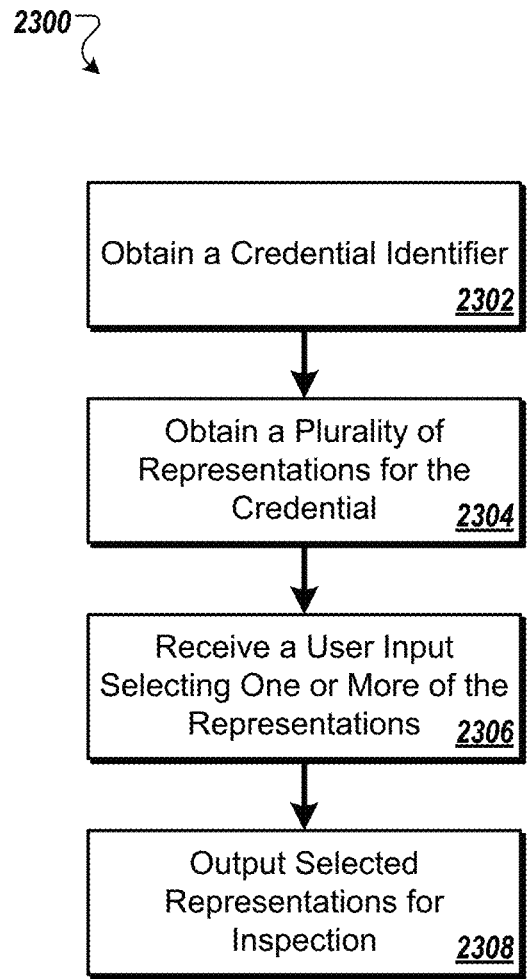 2300
Obtain a Credential Identifier
2302
Obtain a Plurality of
Representations for the
Credential
2304
Receive a User Input
Selecting One or More of the
Representations
2306
Output Selected
Representations for
Inspection
2308